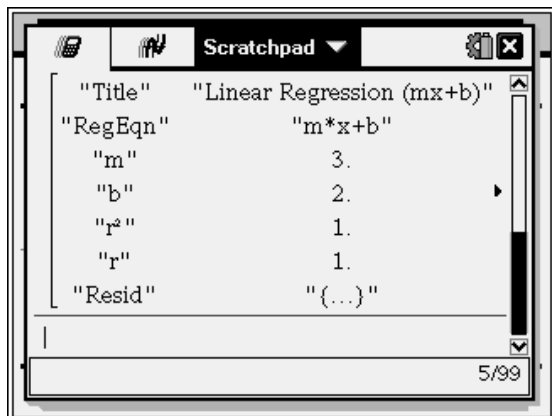 Scratchpad
"Title" "Linear Regression (mx+b)"
"RegEqn" "m*x+b"
"m" 3.
"b" 2.
"r²" 1.
"r" 1.
"Resid" "{...}"
5/99